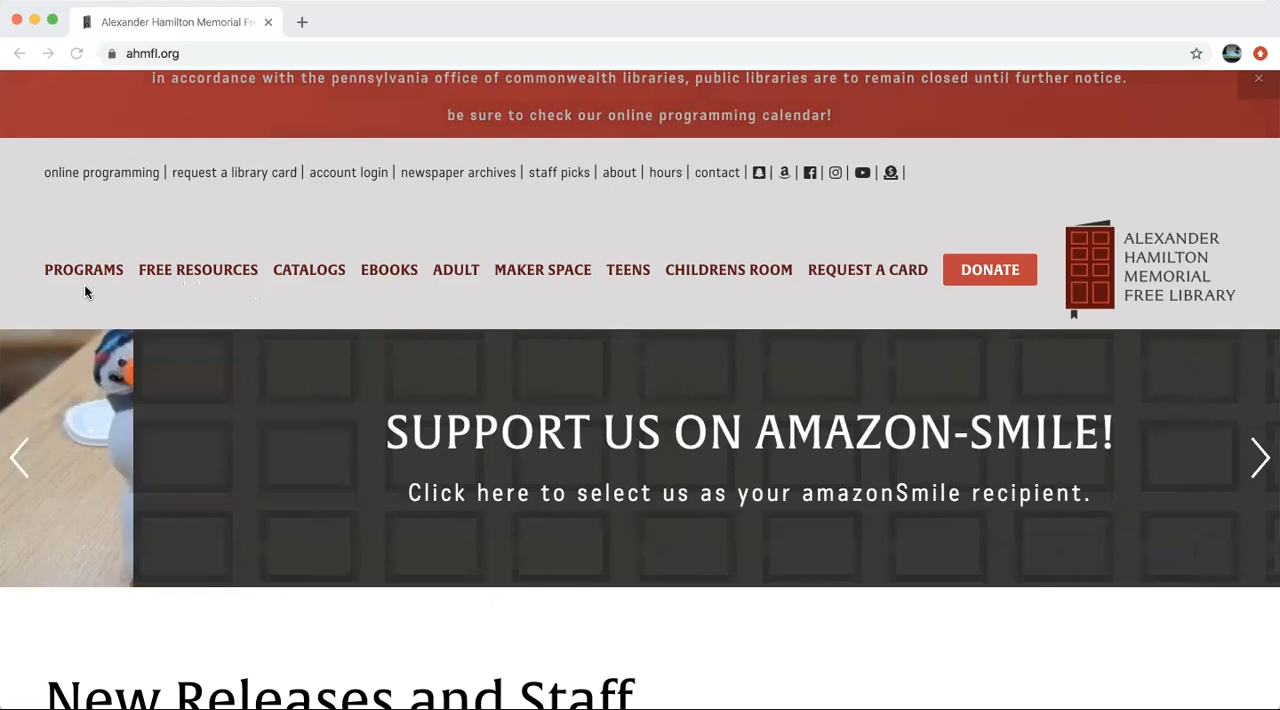 Alexander Hamilton Memorial Fr
ahmfl.org
in accordance with the pennsylvania office of commonwealth libraries, public libraries are to remain closed until further notice.
be sure to check our online programming calendar!
online programming | request a library card | account login | newspaper archives | staff picks | about | hours | contact |
PROGRAMS FREE RESOURCES CATALOGS EBOOKS ADULT MAKER SPACE TEENS CHILDRENS ROOM REQUEST A CARD DONATE
ALEXANDER
HAMILTON
MEMORIAL
FREE LIBRARY
SUPPORT US ON AMAZON-SMILE!
Click here to select us as your amazonSmile recipient.
New Releases and Staff